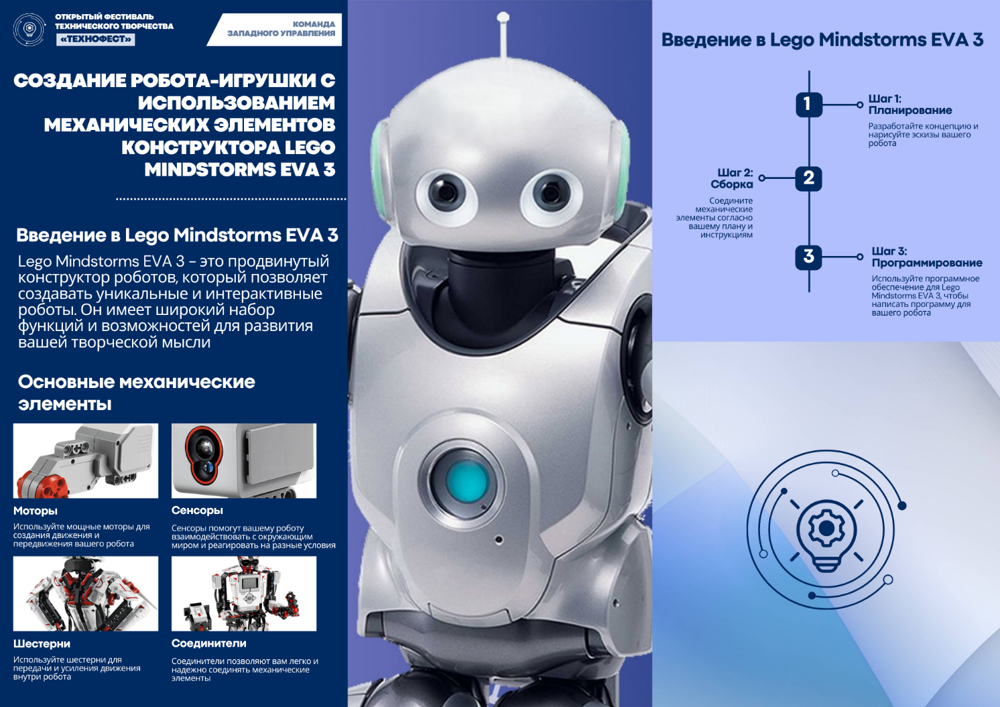 ОТКРЫТЫЙ ФЕСТИВАЛЬ
ТЕХНИЧЕСКОГО ТВОРЧЕСТВА
«ТЕХНОФЕСТ»
КОМАНДА
ЗАПАДНОГО УПРАВЛЕНИЯ
СОЗДАНИЕ РОБОТА-ИГРУШКИ С
ИСПОЛЬЗОВАНИЕМ
МЕХАНИЧЕСКИХ ЭЛЕМЕНТОВ
КОНСТРУКТОРА LEGO
MINDSTORMS EVA 3
Введение в Lego Mindstorms EVA 3
Lego Mindstorms EVA 3 – это продвинутый
конструктор роботов, который позволяет
создавать уникальные и интерактивные
роботы. Он имеет широкий набор
функций и возможностей для развития
вашей творческой мысли
Основные механические
элементы
Моторы
Используйте мощные моторы для
создания движения и
передвижения вашего робота
Сенсоры
Сенсоры помогут вашему роботу
взаимодействовать с окружающим
миром и реагировать на разные условия
Шестерни
Используйте шестерни для
передачи и усиления движения
внутри робота
Соединители
Соединители позволяют вам легко и
надежно соединять механические
элементы
Введение в Lego Mindstorms EVA 3
1
Шаг 1:
Планирование
Разработайте концепцию и
нарисуйте эскизы вашего
робота
2
Шаг 2:
Сборка
Соедините
механические
элементы согласно
вашему плану и
инструкциям
3
Шаг 3:
Программирование
Используйте программное
обеспечение для Lego
Mindstorms EVA 3, чтобы
написать программу для
вашего робота